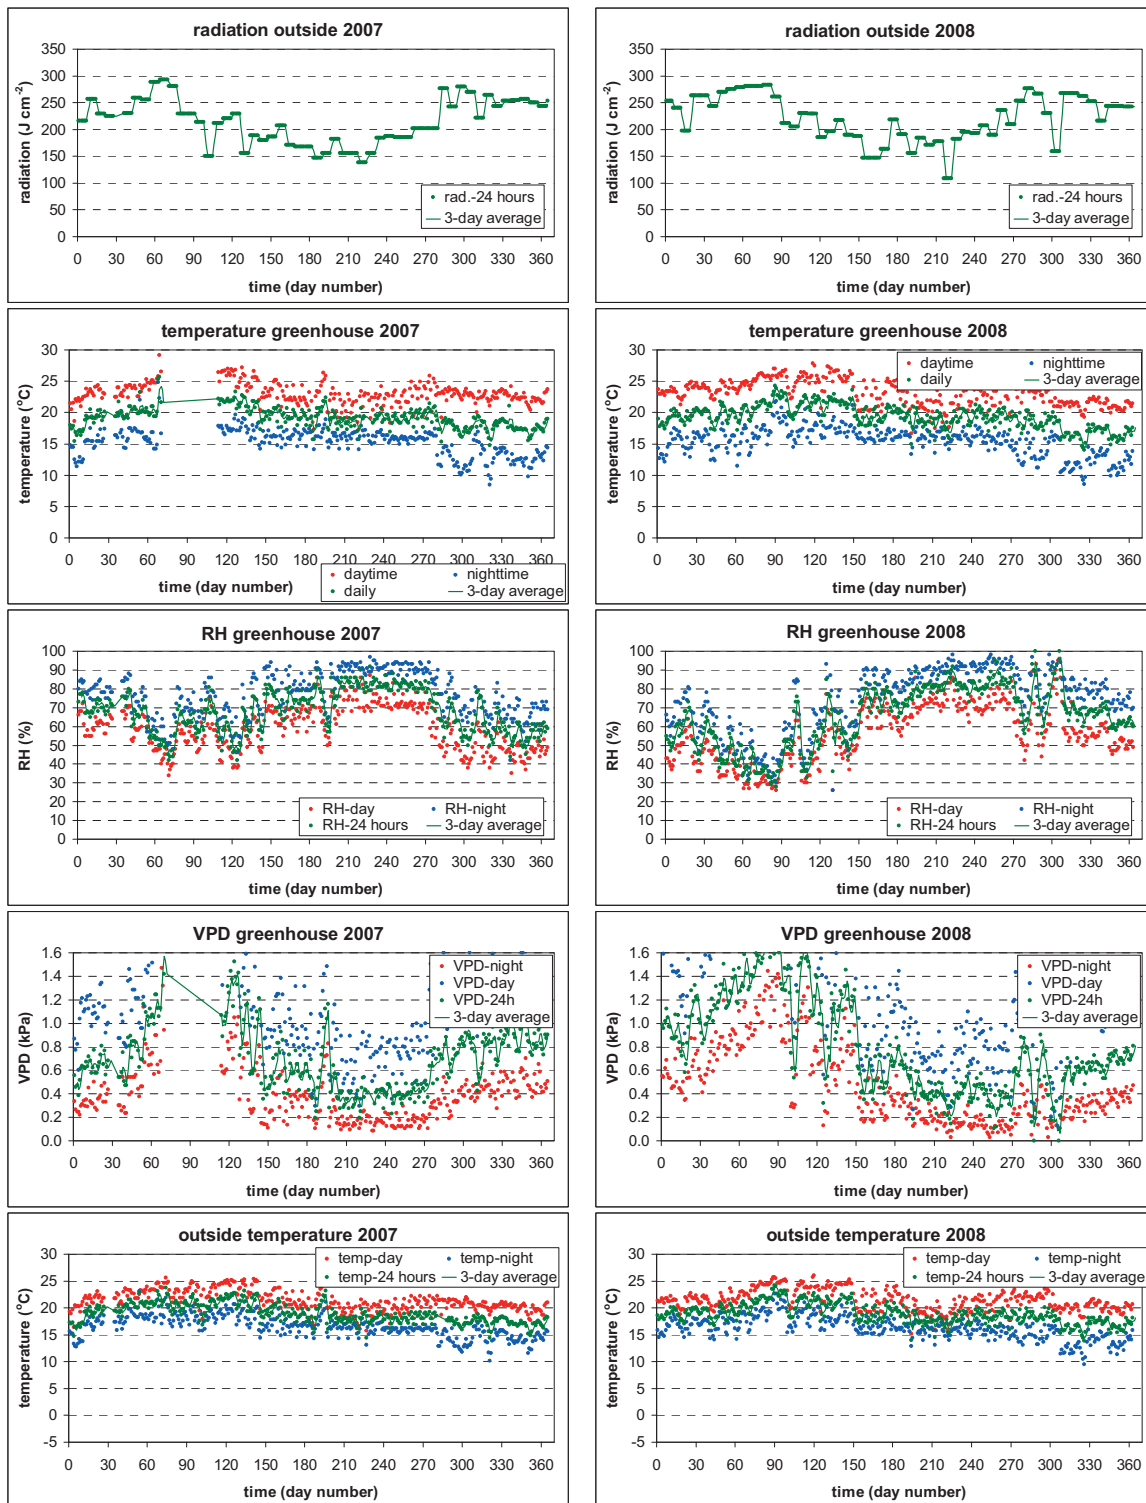 radiation outside 2007
350
300
250
200
150
100
50
0
radiation (J cm-2)
rad.-24 hours
3-day average
0 30 60 90 120 150 180 210 240 270 300 330 360
time (day number)
radiation outside 2008
350
300
250
200
150
100
50
0
radiation (J cm-2)
rad.-24 hours
3-day average
0 30 60 90 120 150 180 210 240 270 300 330 360
time (day number)
temperature greenhouse 2007
30
25
20
15
10
5
0
temperature (°C)
0 30 60 90 120 150 180 210 240 270 300 330 360
time (day number)
daytime nighttime
daily 3-day average
temperature greenhouse 2008
30
25
20
15
10
5
0
temperature (°C)
daytime nighttime
daily 3-day average
0 30 60 90 120 150 180 210 240 270 300 330 360
time (day number)
RH greenhouse 2007
100
90
80
70
60
50
40
30
20
10
0
RH (%)
RH-day RH-night
RH-24 hours 3-day average
0 30 60 90 120 150 180 210 240 270 300 330 360
time (day number)
RH greenhouse 2008
100
90
80
70
60
50
40
30
20
10
0
RH (%)
RH-day RH-night
RH-24 hours 3-day average
0 30 60 90 120 150 180 210 240 270 300 330 360
time (day number)
VPD greenhouse 2007
1.6
1.4
1.2
1.0
0.8
0.6
0.4
0.2
0.0
VPD (kPa)
VPD-night
VPD-day
VPD-24h
3-day average
0 30 60 90 120 150 180 210 240 270 300 330 360
time (day number)
VPD greenhouse 2008
1.6
1.4
1.2
1.0
0.8
0.6
0.4
0.2
0.0
VPD (kPa)
VPD-night
VPD-day
VPD-24h
3-day average
0 30 60 90 120 150 180 210 240 270 300 330 360
time (day number)
outside temperature 2007
30
25
20
15
10
5
0
-5
temperature (°C)
temp-day temp-night
temp-24 hours 3-day average
0 30 60 90 120 150 180 210 240 270 300 330 360
time (day number)
outside temperature 2008
30
25
20
15
10
5
0
-5
temperature (°C)
temp-day temp-night
temp-24 hours 3-day average
0 30 60 90 120 150 180 210 240 270 300 330 360
time (day number)